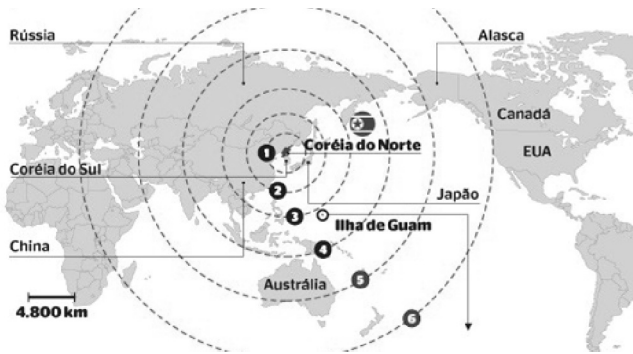 Rússia
Alasca
Canadá
EUA
1
Coréia do Norte
Coréia do Sul
2
Japão
3
Ilha de Guam
China
4
Austrália
5
4.800 km
6